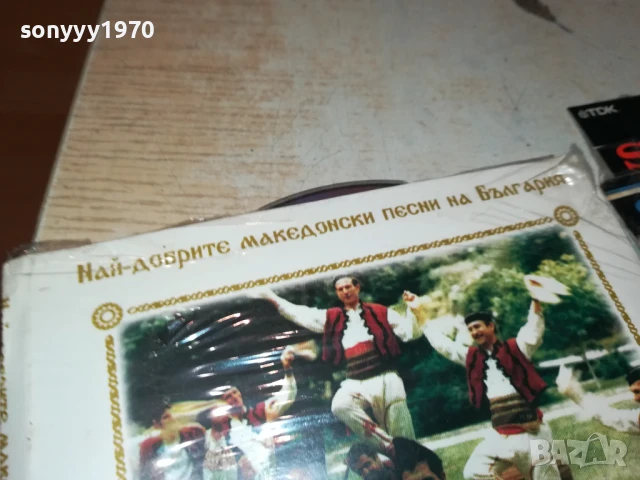 sonyyy1970
TDK
S
Най-добрите македонски песни на България
BAZAR